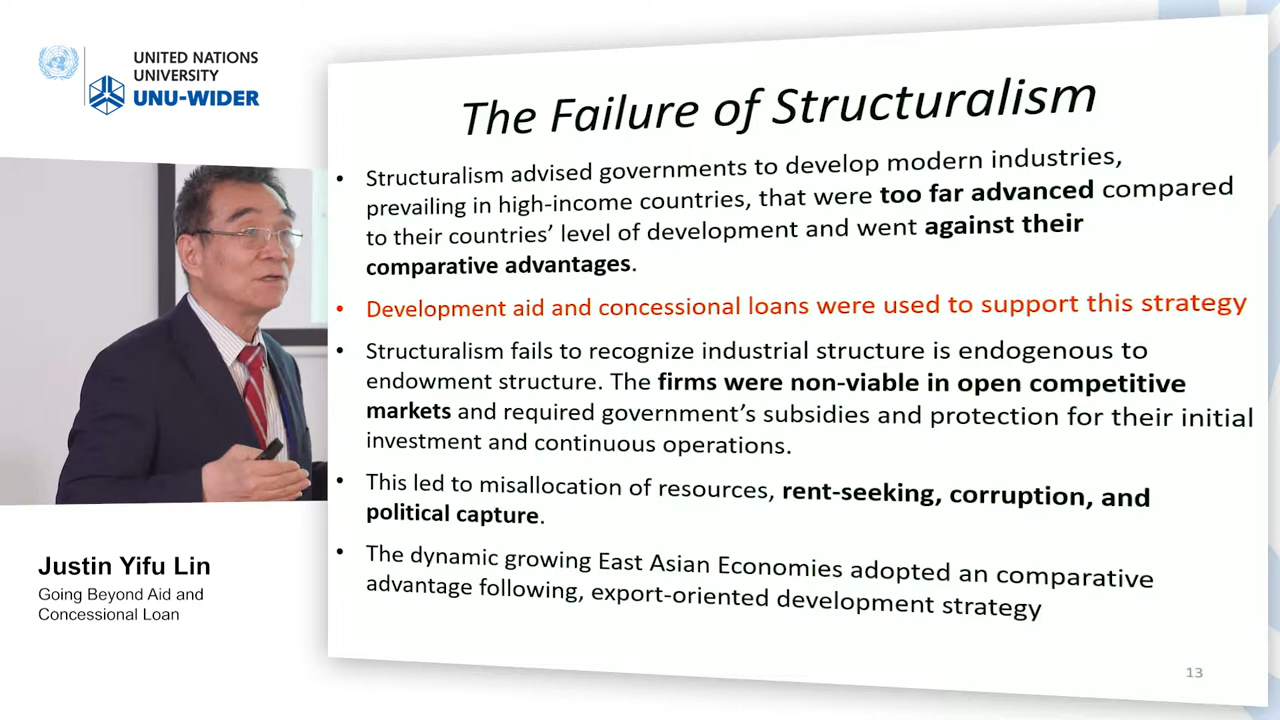 UNITED NATIONS
UNIVERSITY
UNU-WIDER
The Failure of Structuralism
• Structuralism advised governments to develop modern industries,
prevailing in high-income countries, that were too far advanced compared
to their countries’ level of development and went against their
comparative advantages.
• Development aid and concessional loans were used to support this strategy
• Structuralism fails to recognize industrial structure is endogenous to
endowment structure. The firms were non-viable in open competitive
markets and required government’s subsidies and protection for their initial
investment and continuous operations.
• This led to misallocation of resources, rent-seeking, corruption, and
political capture.
• The dynamic growing East Asian Economies adopted an comparative
advantage following, export-oriented development strategy
13
Justin Yifu Lin
Going Beyond Aid and
Concessional Loan